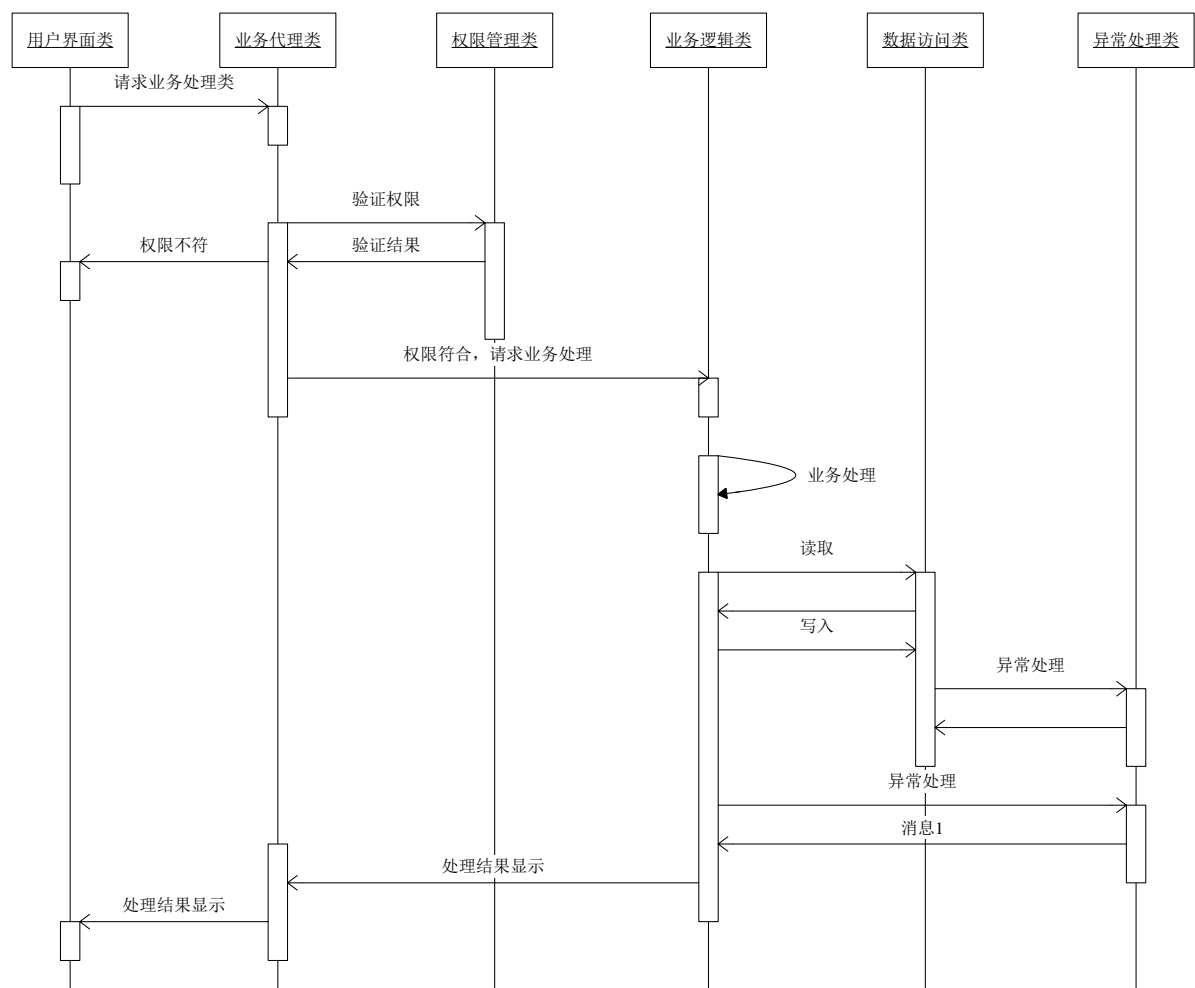 用户界面类
业务代理类
权限管理类
业务逻辑类
数据访问类
异常处理类
请求业务处理类
验证权限
权限不符
验证结果
权限符合，请求业务处理
业务处理
读取
写入
异常处理
异常处理
消息1
处理结果显示
处理结果显示